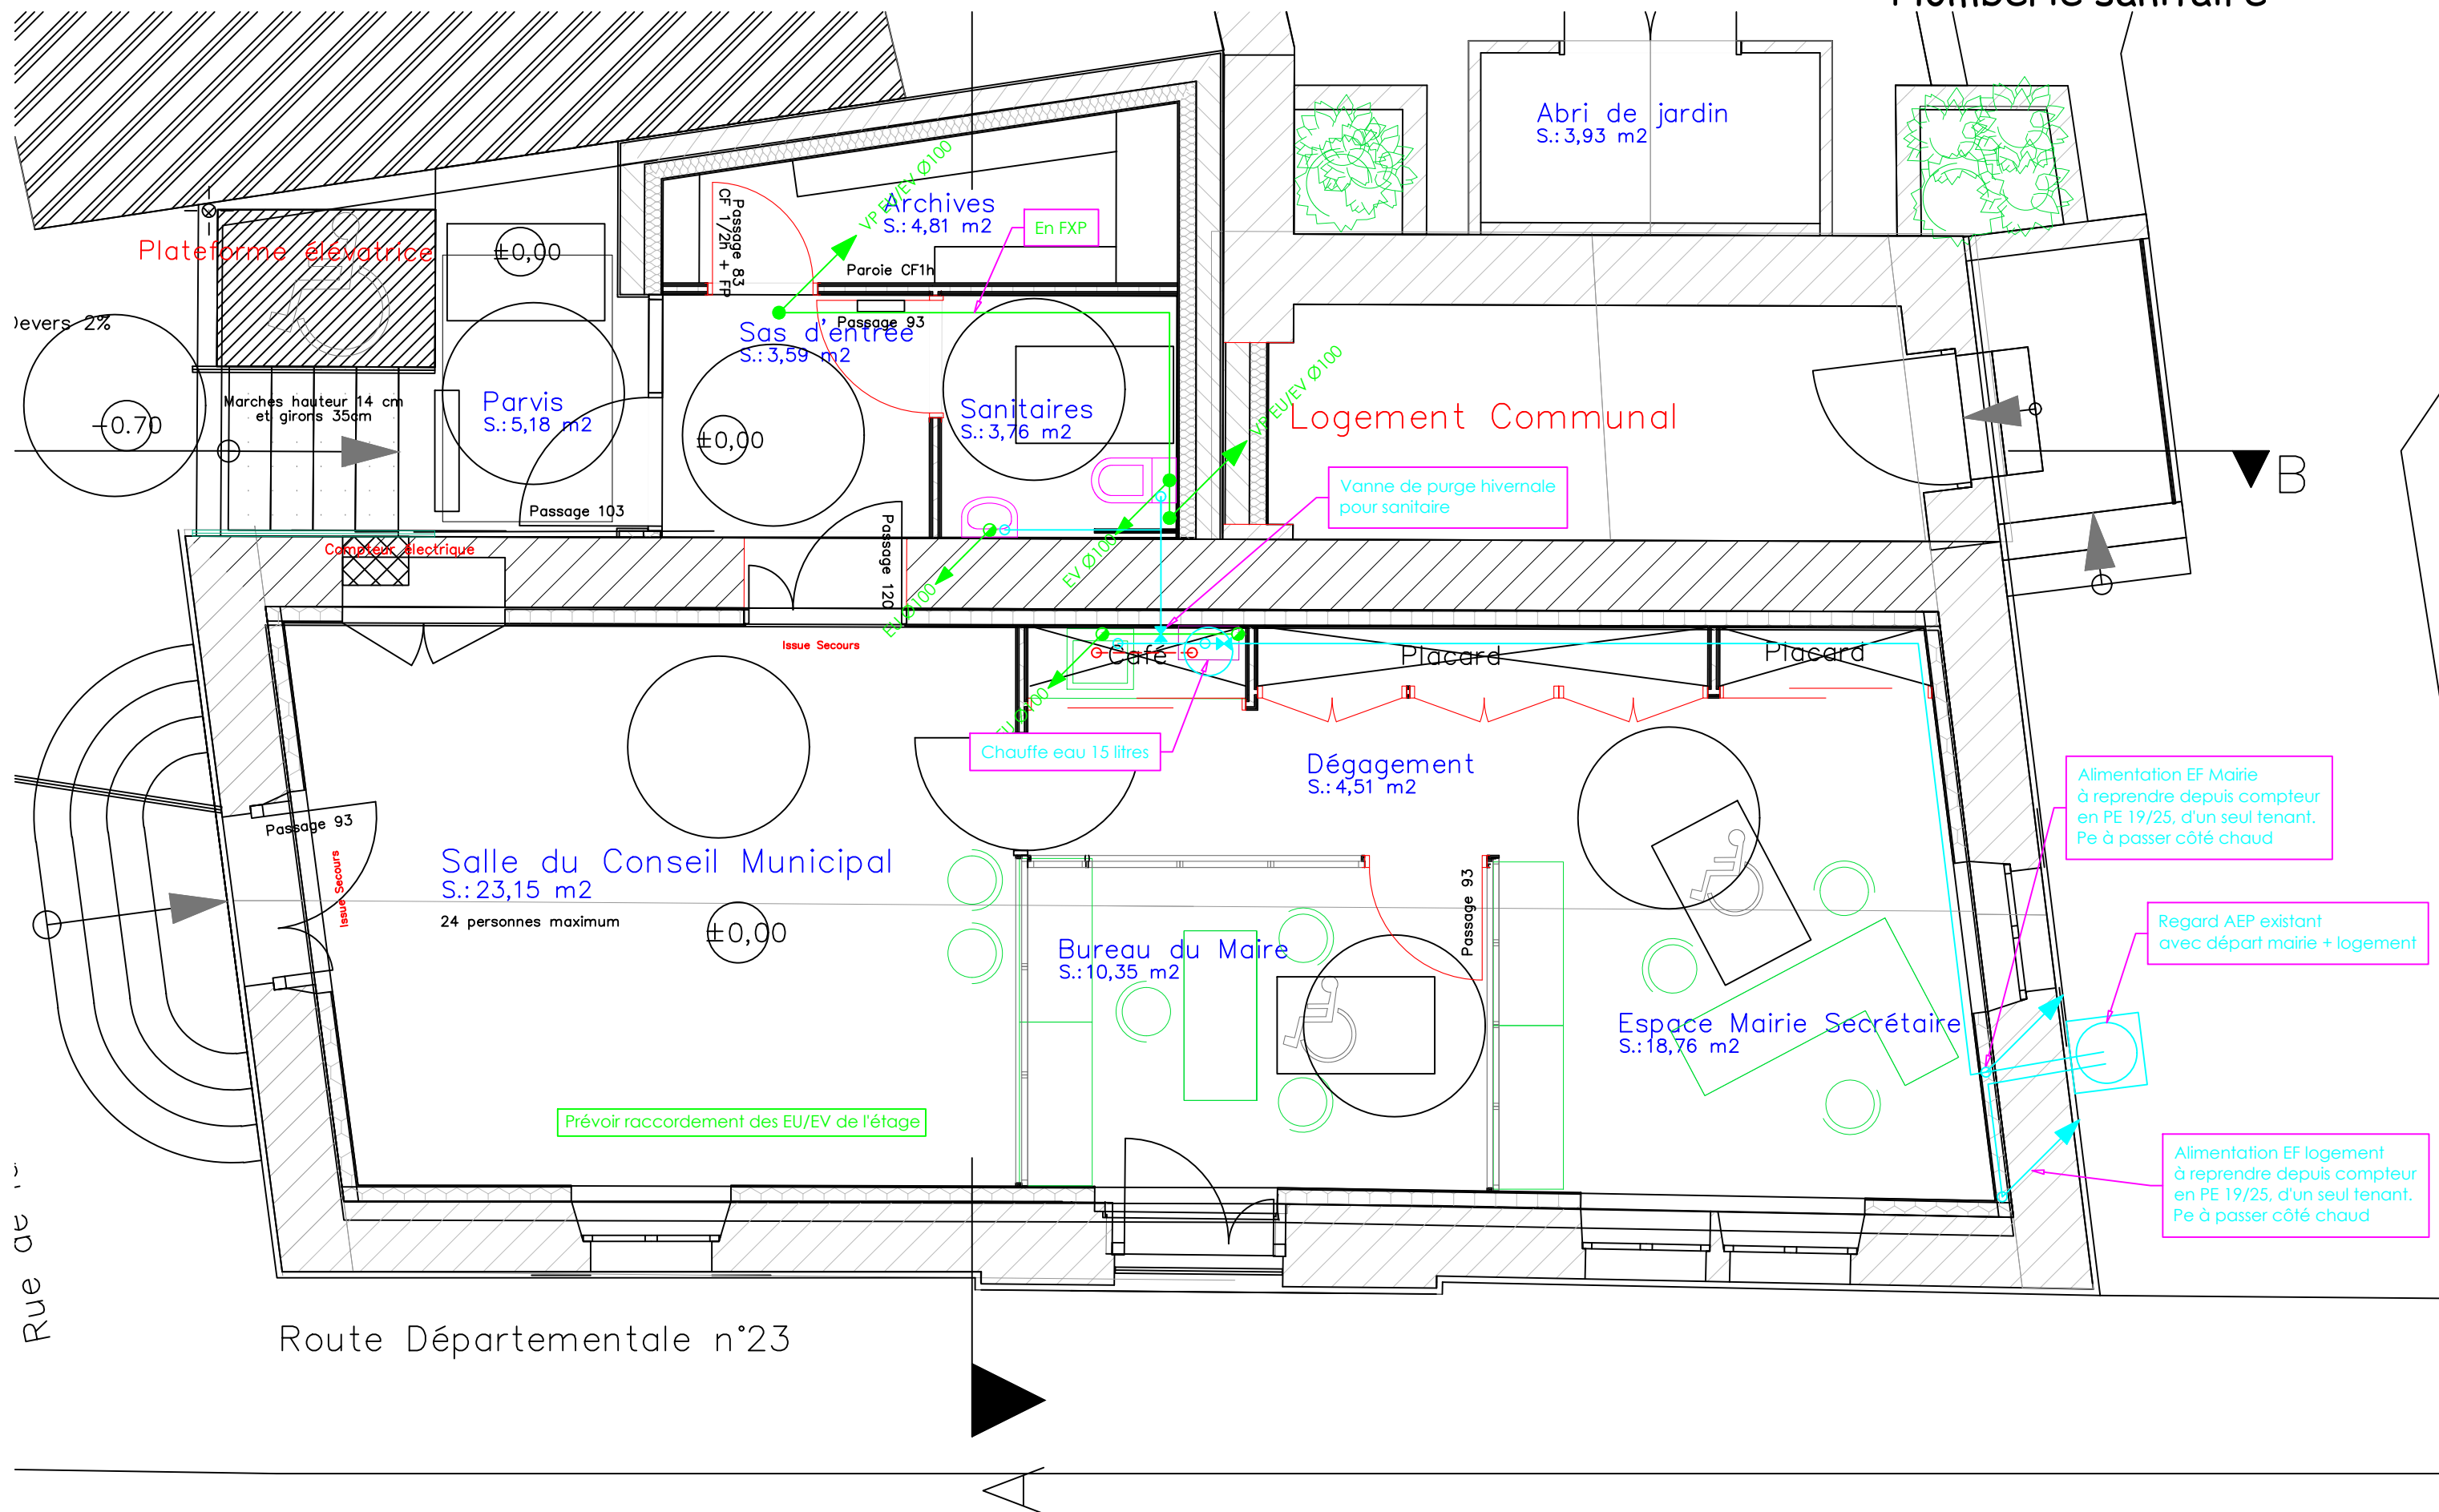 Plomberie sanitaire
Abri de jardin
S.:3,93 m2
VP EU/EV Ø100
Archives
S.:4,81 m2
En FXP
Passage 83
CF 1/2h + FP
Paroie CF1h
Plateforme élévatrice
±0,00
Devers 2%
Passage 93
Sas d'entrée
S.:3,59 m2
-0.70
Marches hauteur 14 cm
et girons 35cm
Parvis
S.:5,18 m2
±0,00
Sanitaires
S.:3,76 m2
VP EU/EV Ø100
Logement Communal
B
Vanne de purge hivernale
pour sanitaire
Passage 103
Passage 120
EV Ø100
EU Ø100
Compteur électrique
Issue Secours
Café
Placard
Placard
EU Ø100
Chauffe eau 15 litres
Dégagement
S.:4,51 m2
Alimentation EF Mairie
à reprendre depuis compteur
en PE 19/25, d'un seul tenant.
Pe à passer côté chaud
Passage 93
Issue Secours
Salle du Conseil Municipal
S.:23,15 m2
24 personnes maximum
±0,00
Passage 93
Bureau du Maire
S.:10,35 m2
Regard AEP existant
avec départ mairie + logement
Espace Mairie Secrétaire
S.:18,76 m2
Prévoir raccordement des EU/EV de l'étage
Alimentation EF logement
à reprendre depuis compteur
en PE 19/25, d'un seul tenant.
Pe à passer côté chaud
Rue de
Route Départementale n°23
A